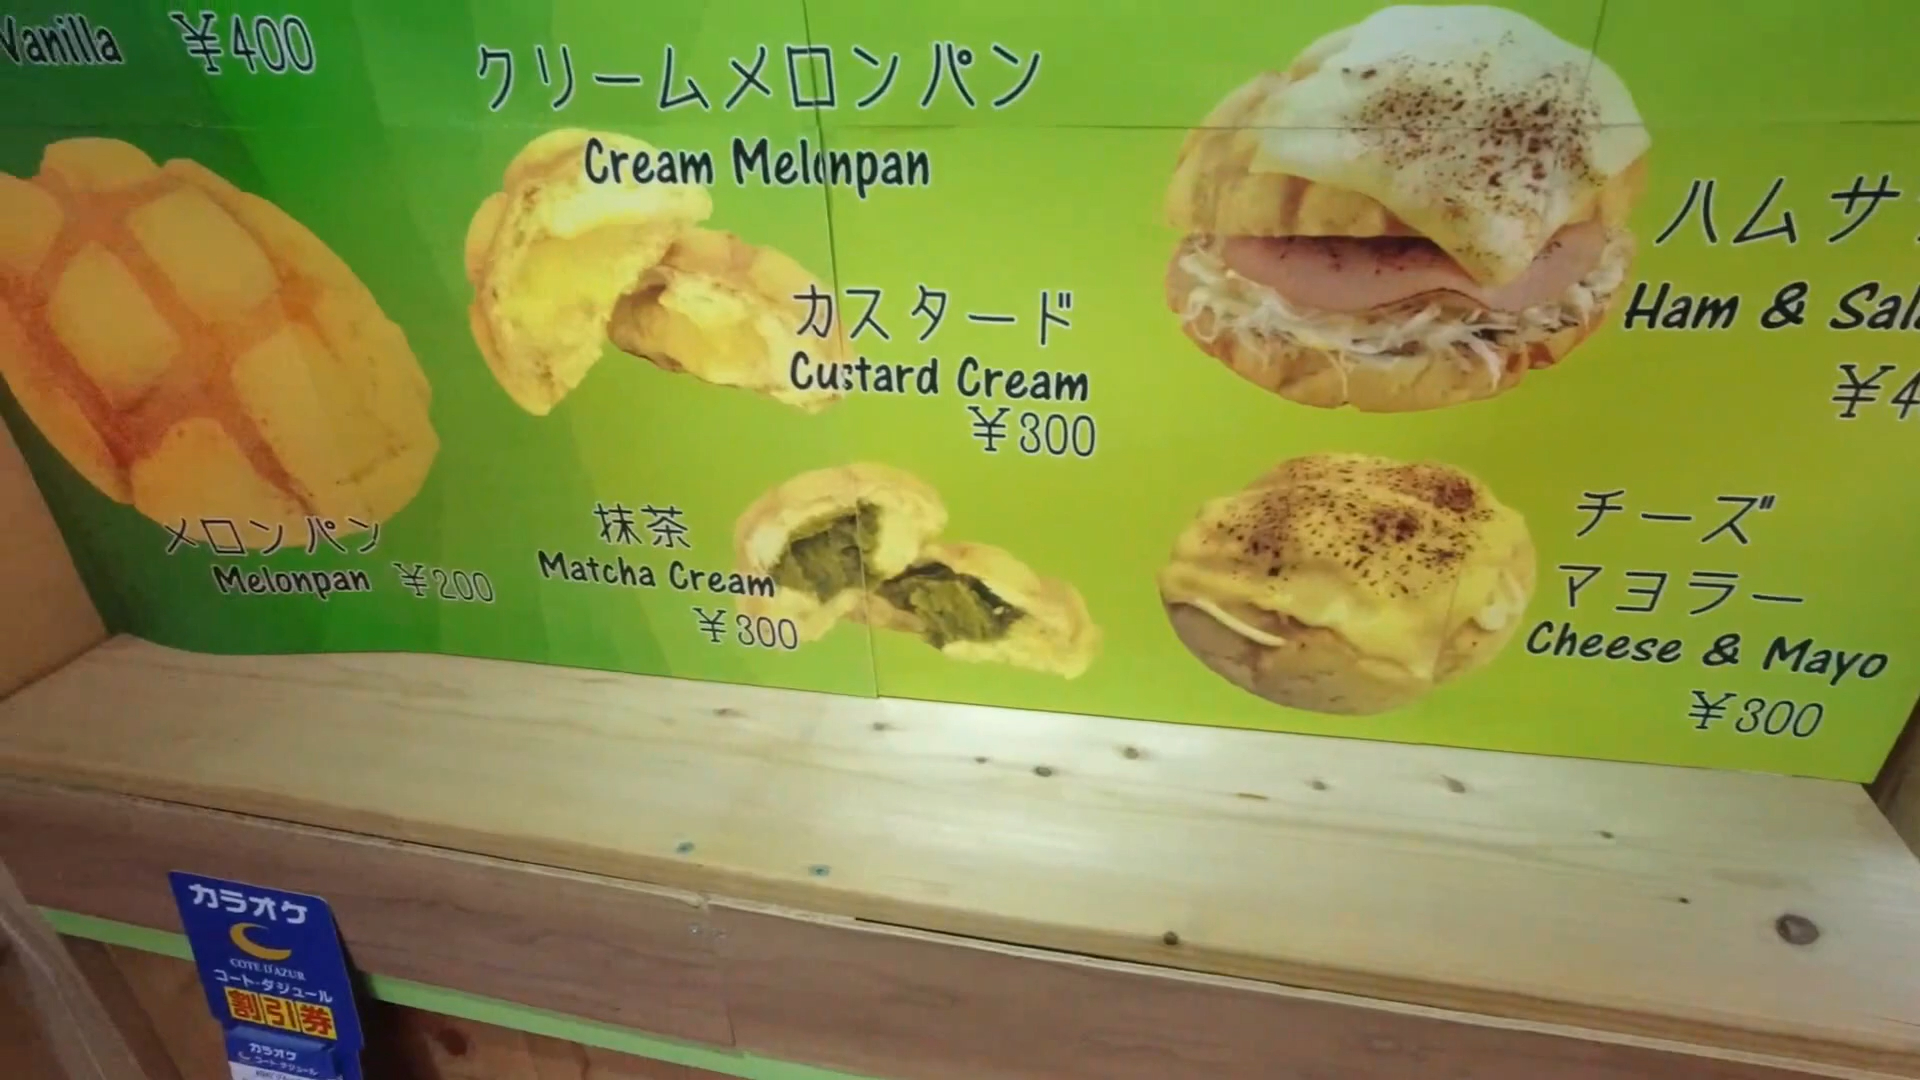 Vanilla ¥400
クリームメロンパン
Cream Melonpan
カスタード
Custard Cream
¥300
抹茶
Matcha Cream
¥300
メロンパン
Melonpan ¥200
ハムサ
Ham & Sal
¥4
チーズ
マヨラー
Cheese & Mayo
¥300
カラオケ
COTE D'AZUR
コート・ダジュール
割引券
カラオケ
コート・ダジュール